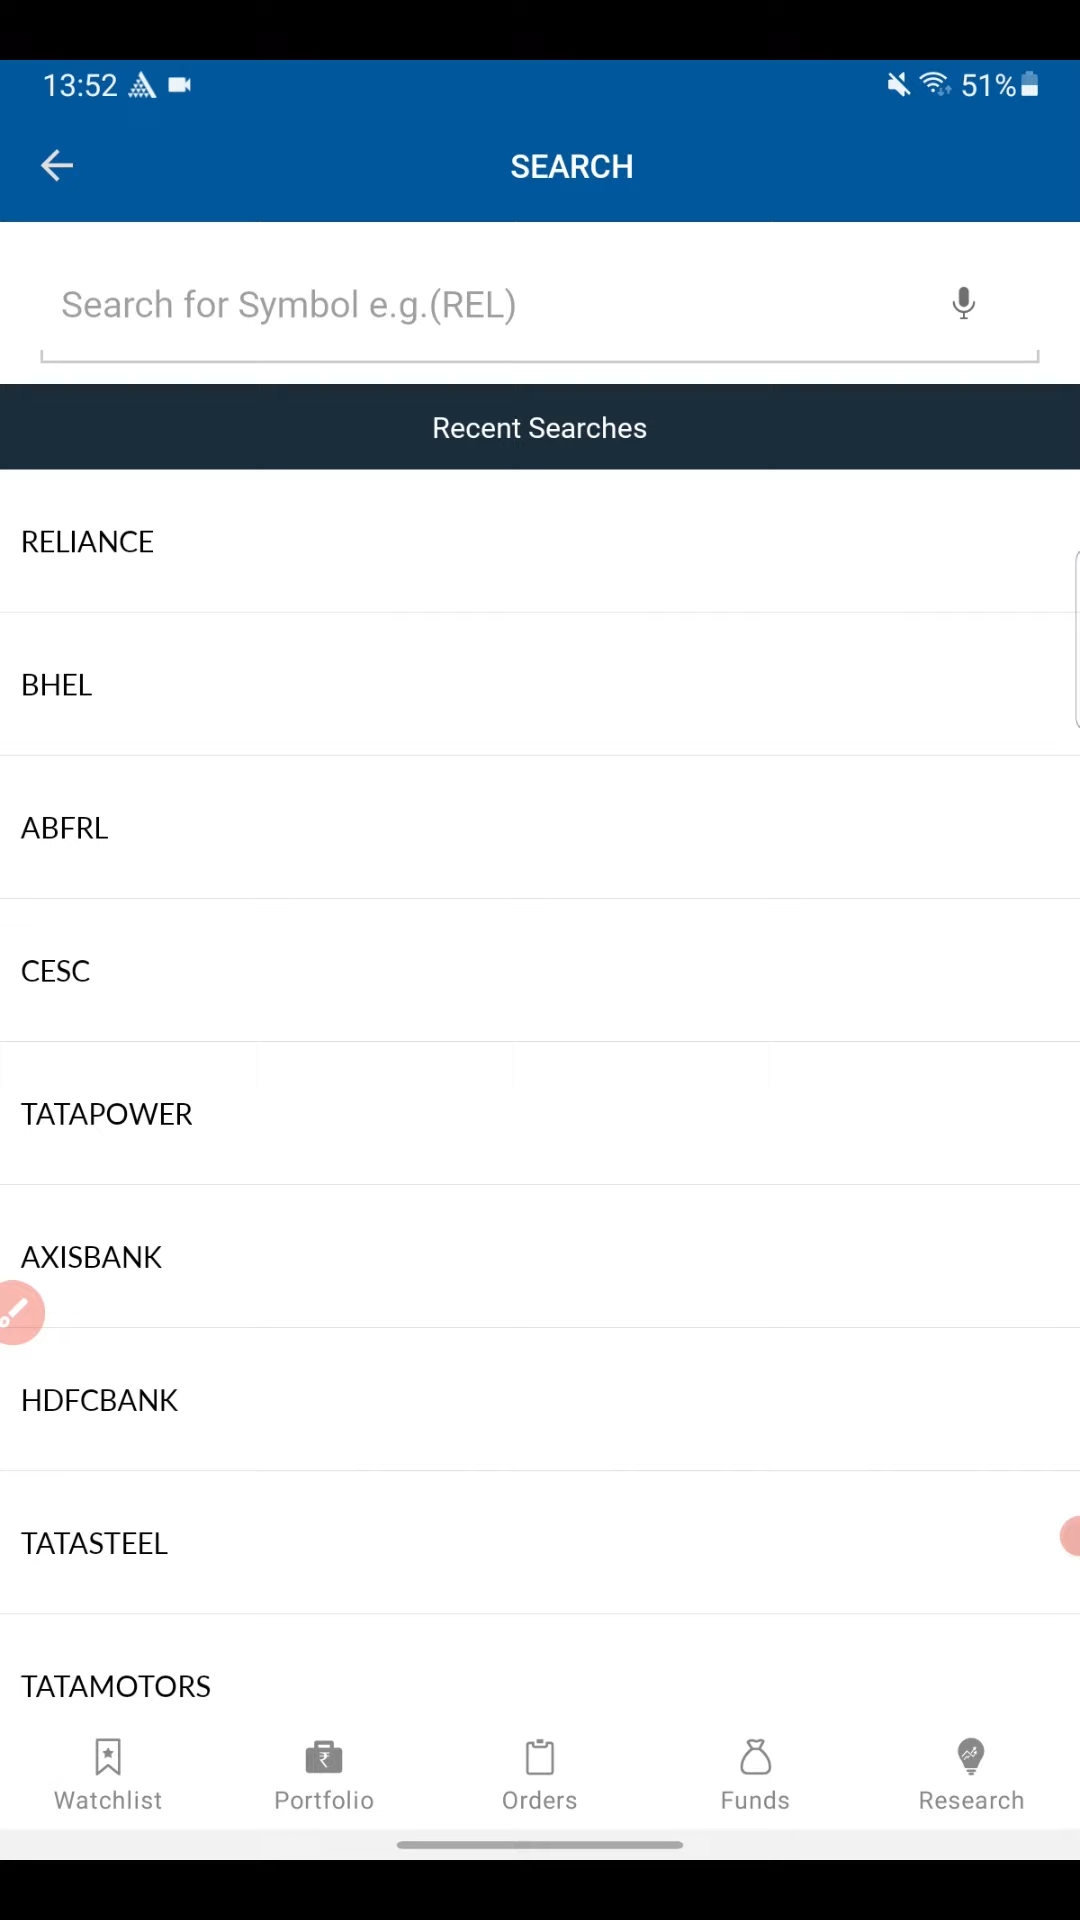 13:52
51%
SEARCH
Search for Symbol e.g.(REL)
Recent Searches
RELIANCE
BHEL
ABFRL
CESC
TATAPOWER
AXISBANK
HDFCBANK
TATASTEEL
TATAMOTORS
Watchlist Portfolio Orders Funds Research